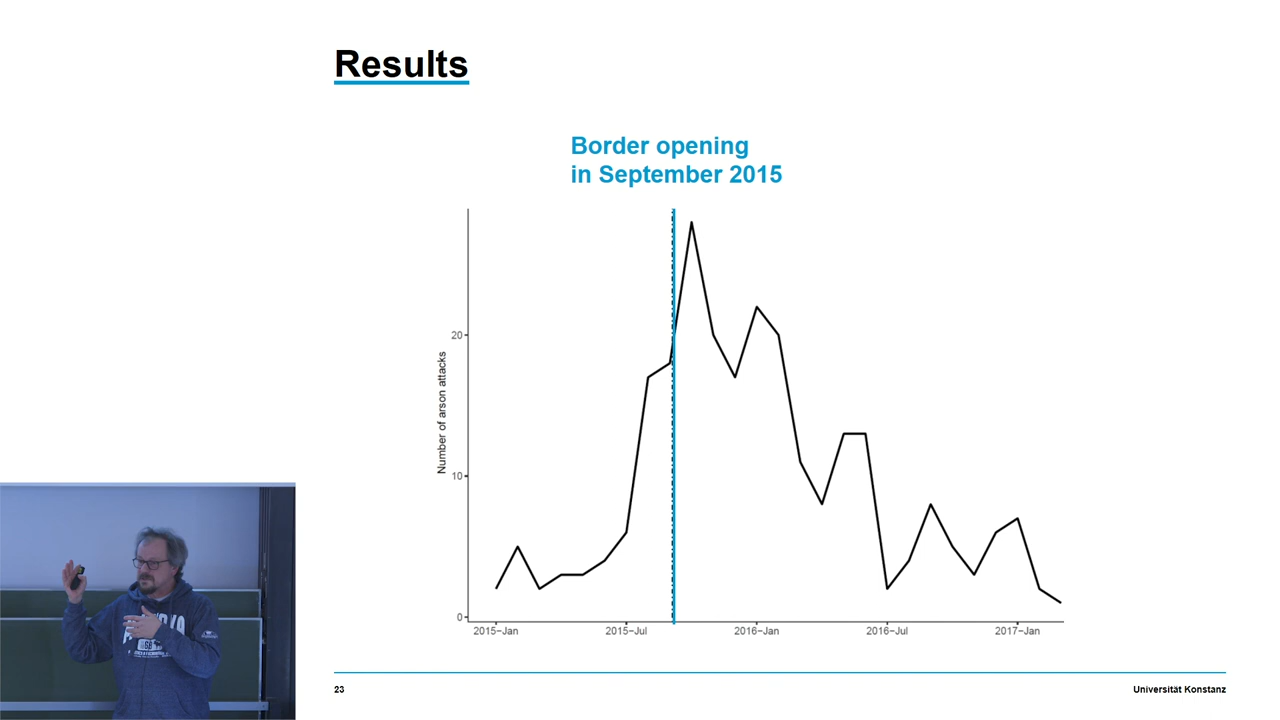 Results
Border opening
in September 2015
Number of arson attacks
20
10
0
2015-Jan
2015-Jul
2016-Jan
2016-Jul
2017-Jan
23
Universität Konstanz